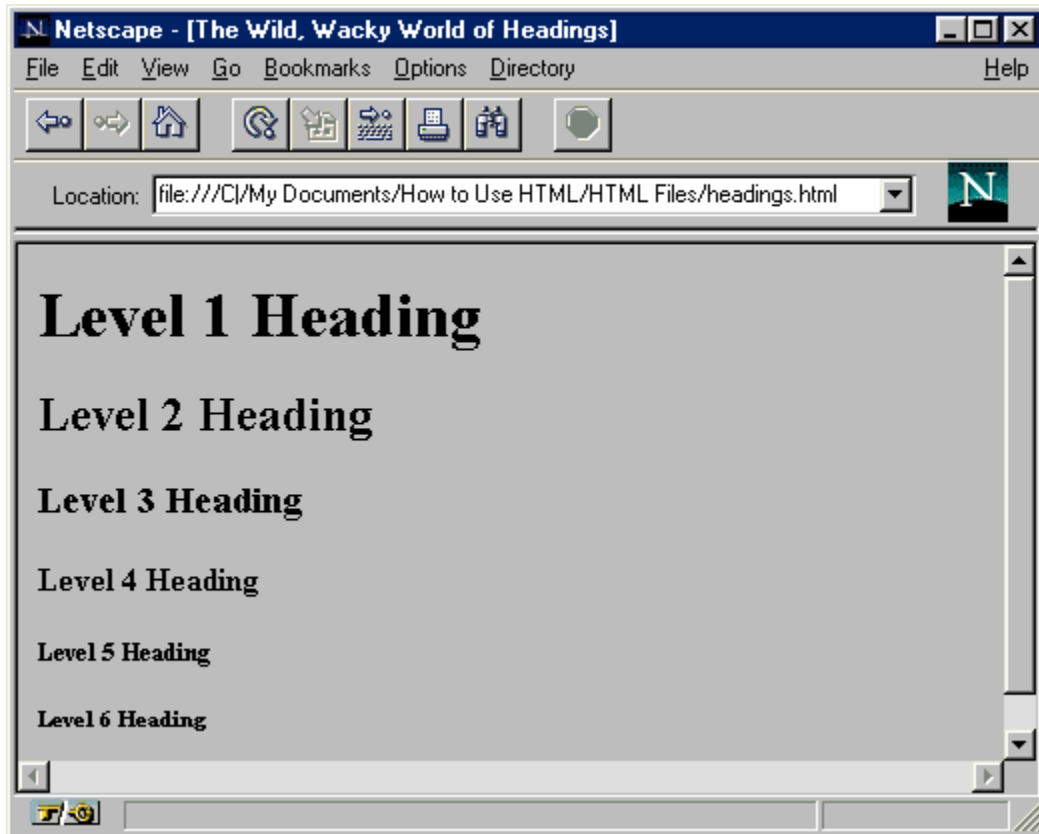 Netscape - [The Wild, Wacky World of Headings]
File Edit View Go Bookmarks Options Directory Help
Location: file:///C|/My Documents/How to Use HTML/HTML Files/headings.html
N
Level 1 Heading
Level 2 Heading
Level 3 Heading
Level 4 Heading
Level 5 Heading
Level 6 Heading